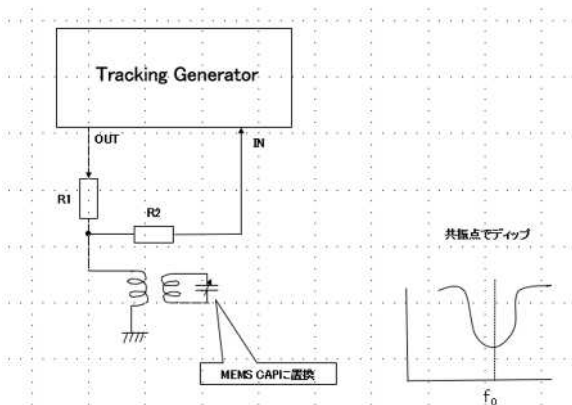 Tracking Generator
OUT
IN
R1
R2
共振点でディップ
MEMS CAPIに置換
f₀